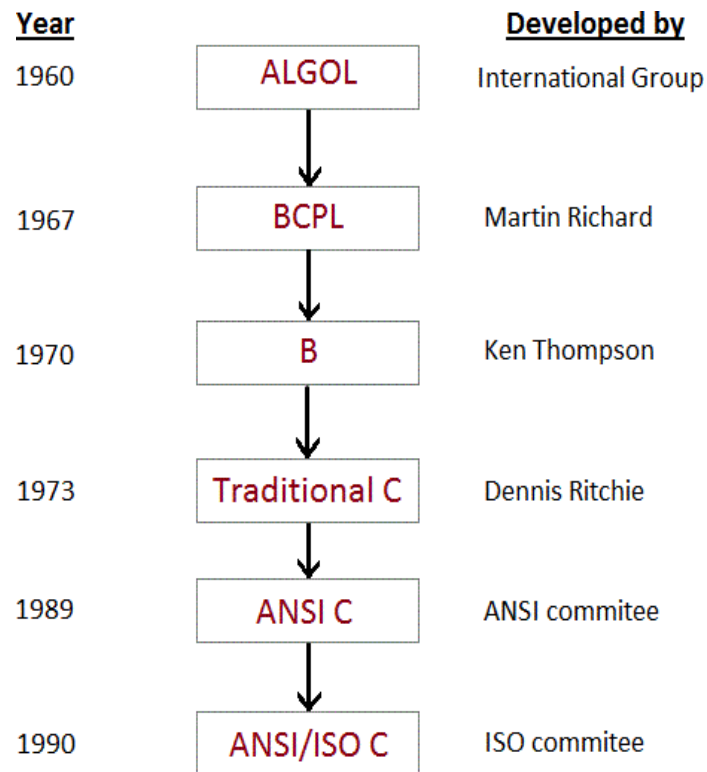 Year Developed by
1960 ALGOL International Group
1967 BCPL Martin Richard
1970 B Ken Thompson
1973 Traditional C Dennis Ritchie
1989 ANSI C ANSI commitee
1990 ANSI/ISO C ISO commitee